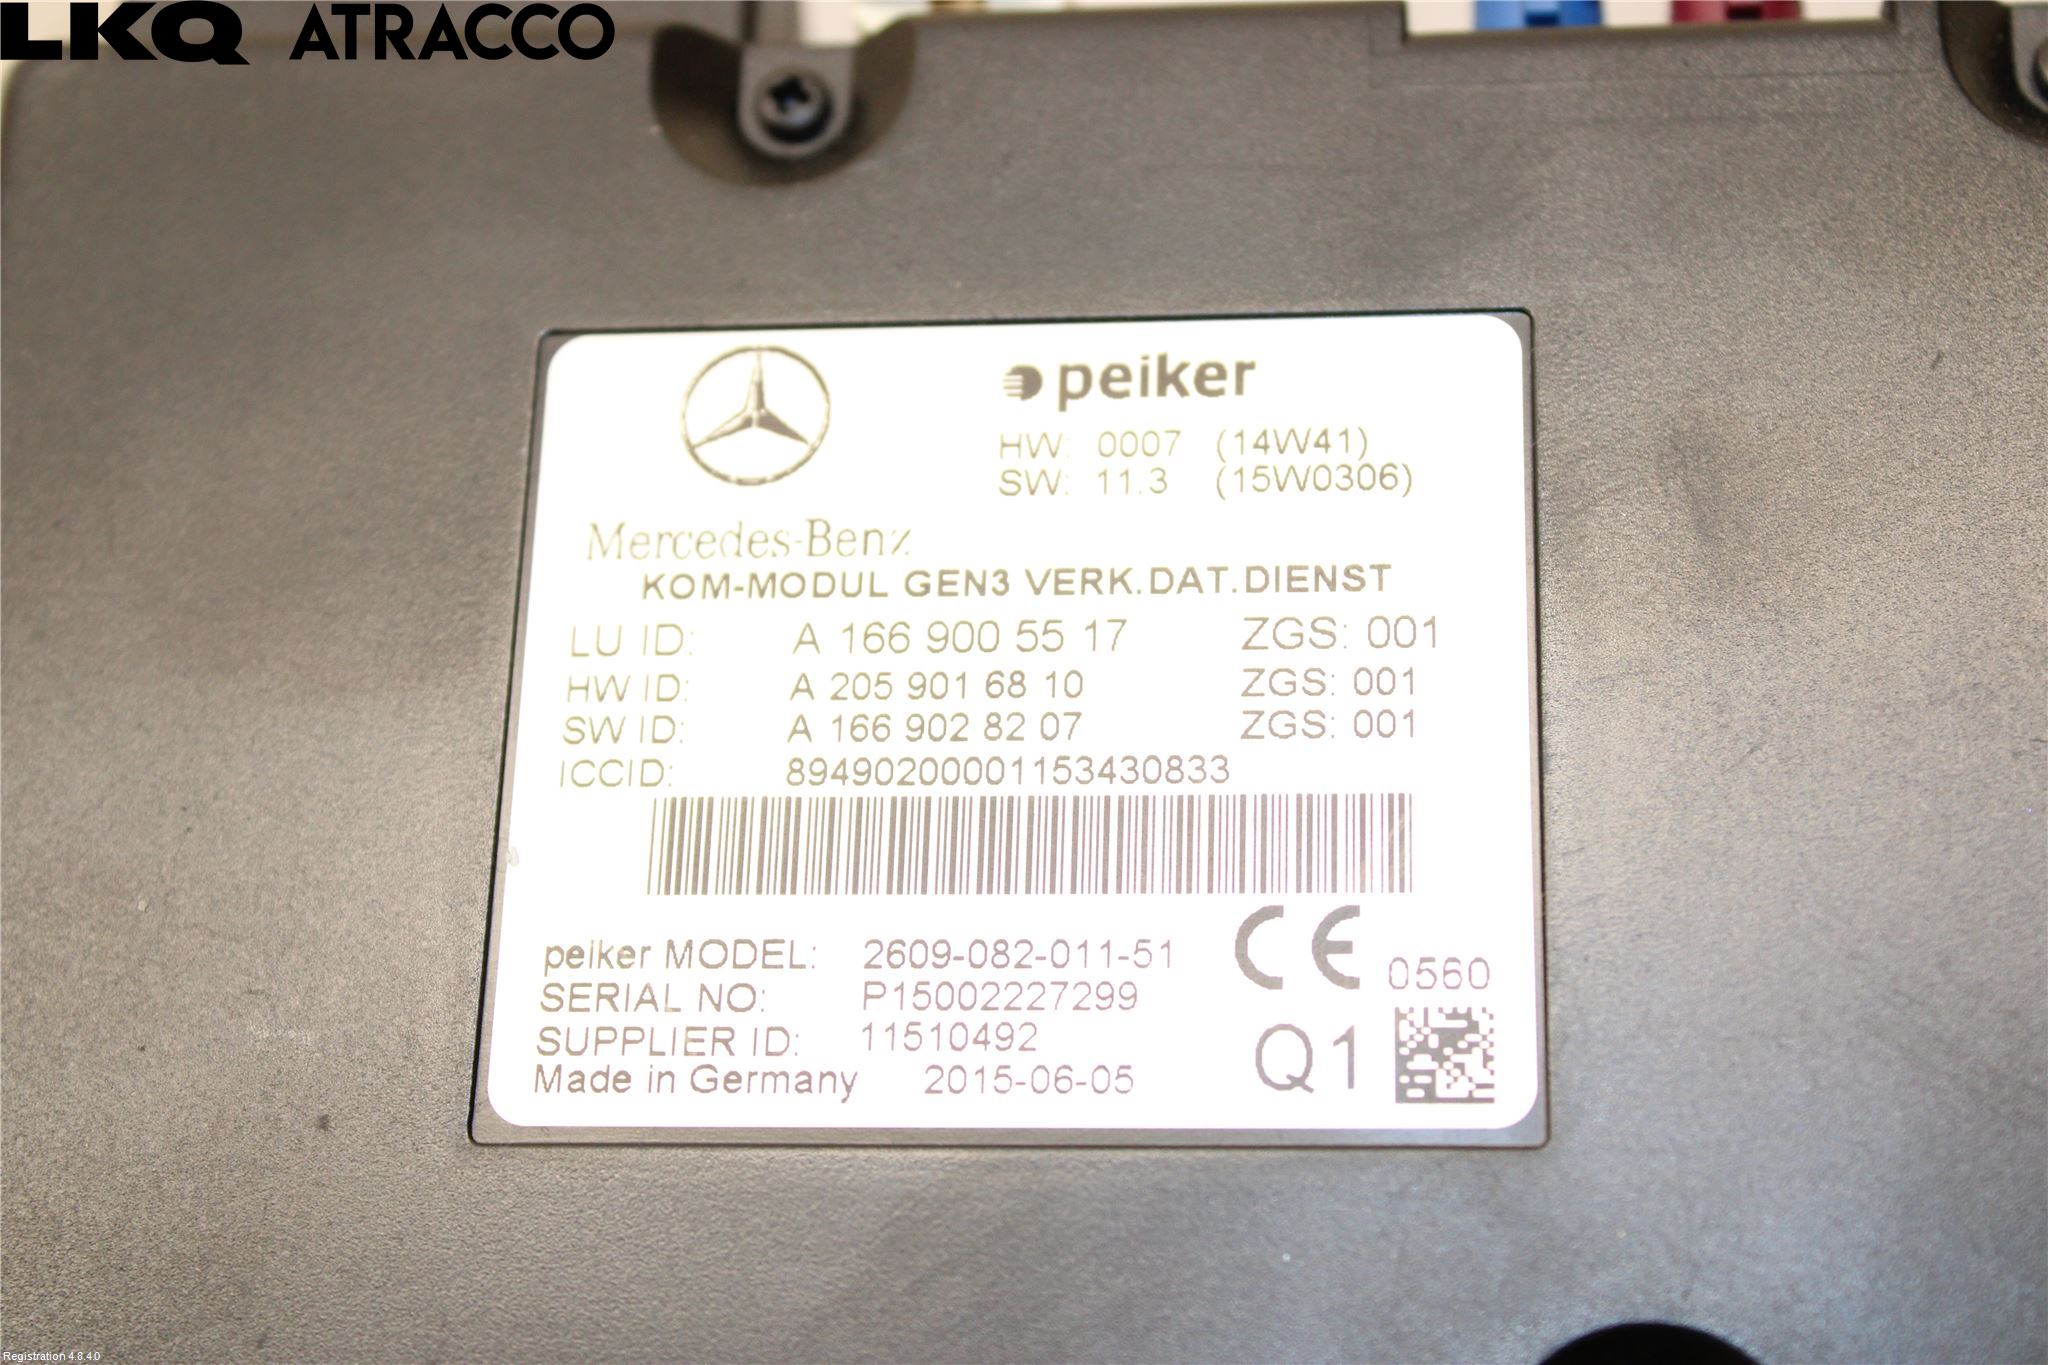 LKQ ATRACCO
peiker
HW: 0007 (14W41)
SW: 11.3 (15W0306)
Mercedes-Benz
KOM-MODUL GEN3 VERK.DAT.DIENST
LU ID: A 166 900 55 17 ZGS: 001
HW ID: A 205 901 68 10 ZGS: 001
SW ID: A 166 902 82 07 ZGS: 001
ICCID: 89490200001153430833
peiker MODEL: 2609-082-011-51
CE 0560
SERIAL NO: P15002227299
SUPPLIER ID: 11510492
Made in Germany 2015-06-05
Q1
Registration 4.8.4.0